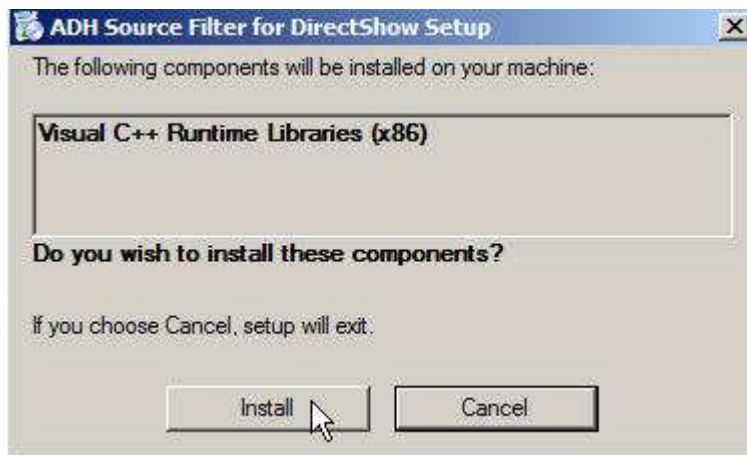 ADH Source Filter for DirectShow Setup
The following components will be installed on your machine:
Visual C++ Runtime Libraries (x86)
Do you wish to install these components?
If you choose Cancel, setup will exit.
Install
Cancel